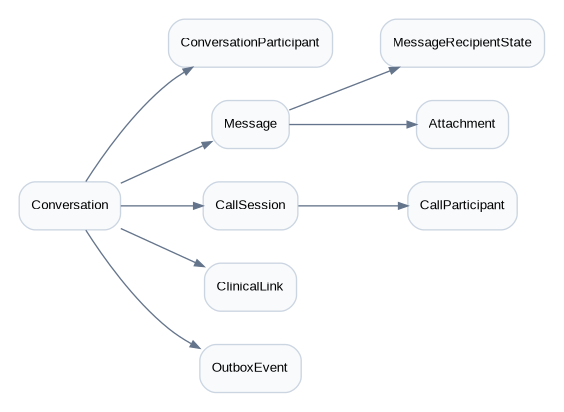 ConversationParticipant
MessageRecipientState
Message
Attachment
Conversation
CallSession
CallParticipant
ClinicalLink
OutboxEvent